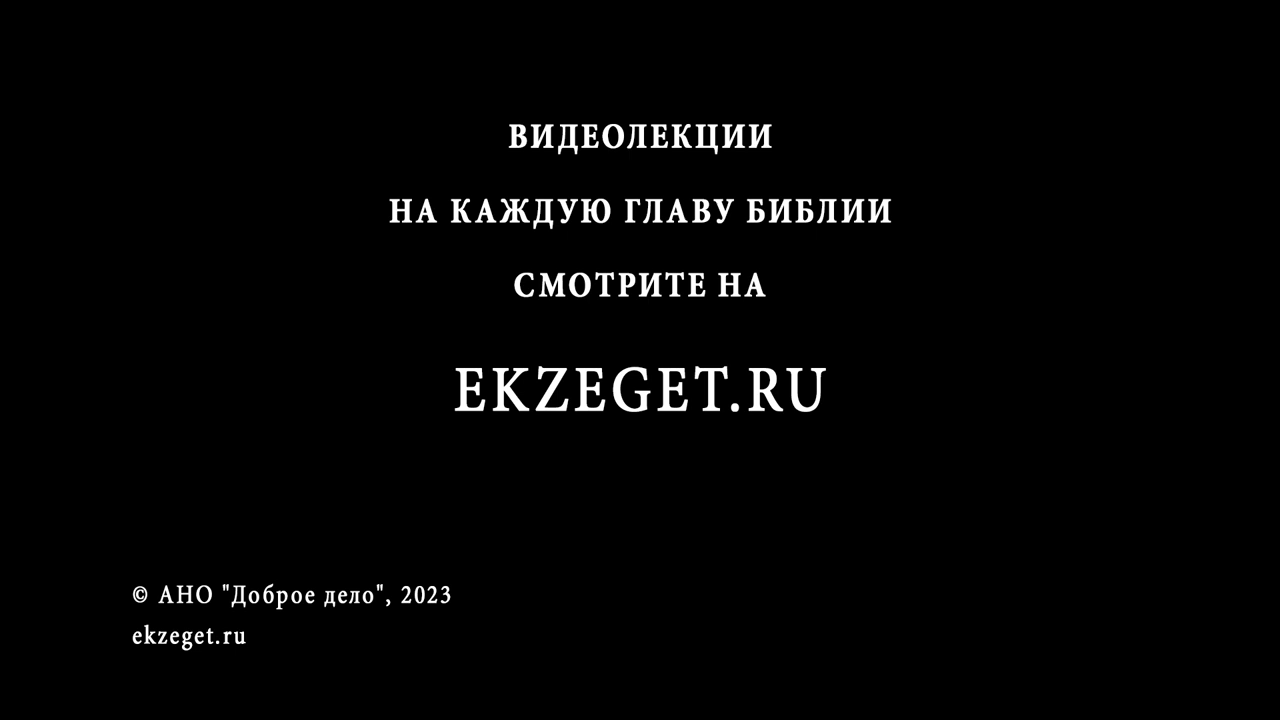 ВИДЕОЛЕКЦИИ
НА КАЖДУЮ ГЛАВУ БИБЛИИ
СМОТРИТЕ НА
EKZEGET.RU
© АНО "Доброе дело", 2023
ekzeget.ru